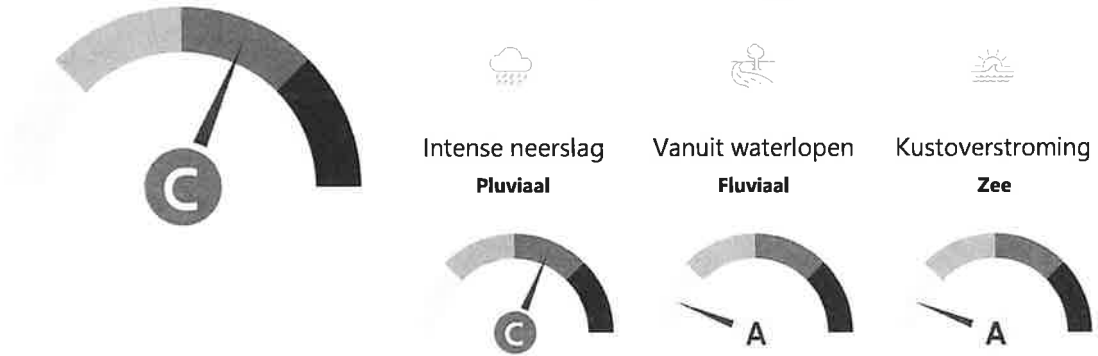 C
Intense neerslag
Pluviaal
C
Vanuit waterlopen
Fluviaal
A
Kustoverstroming
Zee
A